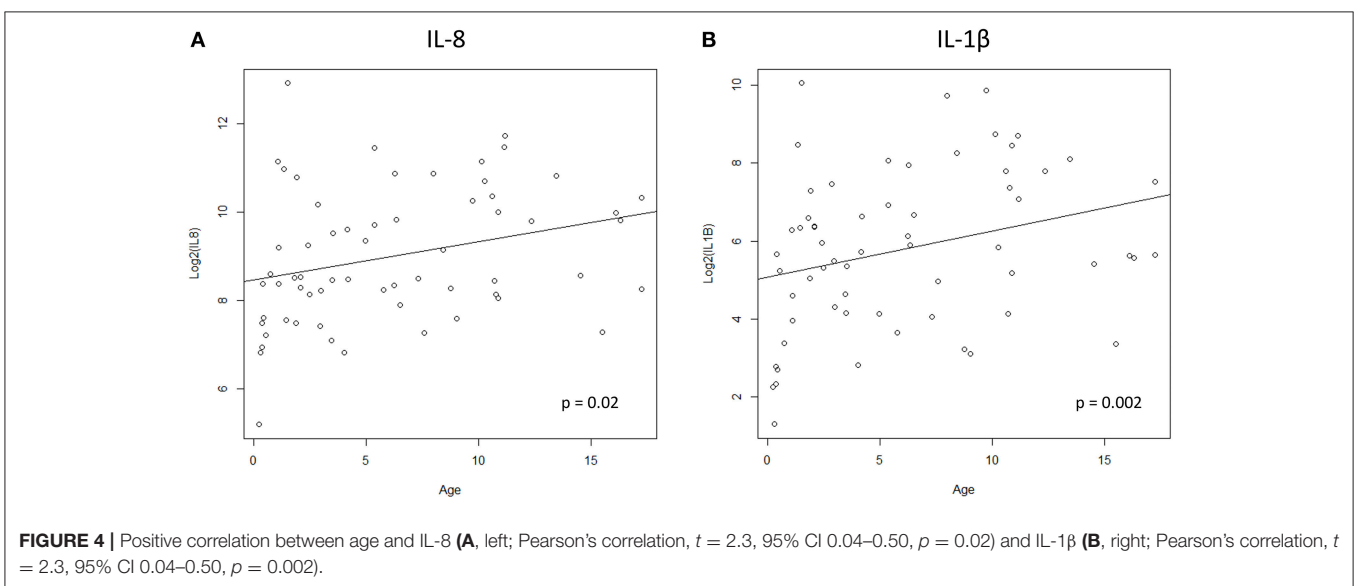 A
IL-8
Log2(IL8)
12
10
8
6
p = 0.02
0 5 10 15
Age
B
IL-1β
Log2(IL1B)
10
8
6
4
2
p = 0.002
0 5 10 15
Age
FIGURE 4 | Positive correlation between age and IL-8 (A, left; Pearson's correlation, t = 2.3, 95% CI 0.04–0.50, p = 0.02) and IL-1β (B, right; Pearson's correlation, t
= 2.3, 95% CI 0.04–0.50, p = 0.002).